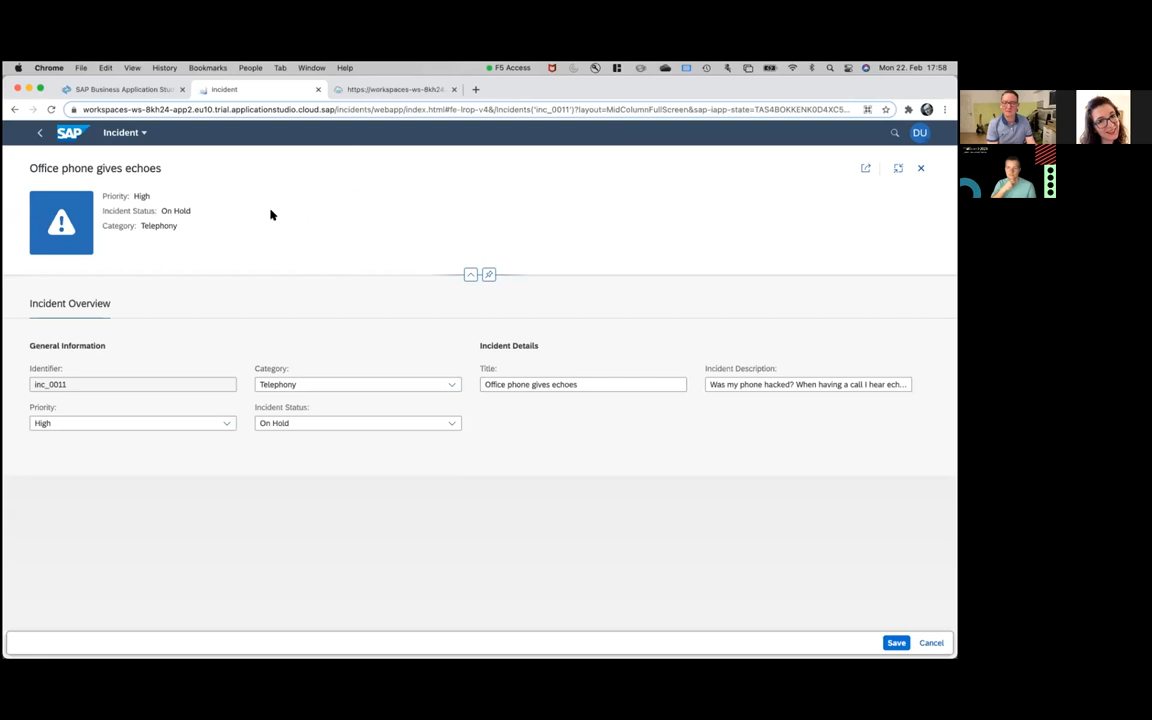 Chrome File Edit View History Bookmarks People Tab Window Help F5 Access Mon 22. Feb 17:58
SAP Business Application Stu incident https://workspaces-ws-8kh24-app2.
workspaces-ws-8kh24-app2.eu10.trial.applicationstudio.cloud.sap/incidents/webapp/index.html#fe-lrop-v4&/Incidents('inc_0011')?layout=MidColumnFullScreen&sap-iapp-state=TAS4BOKKENK0D4XC5...
SAP Incident DU
Office phone gives echoes
Priority: High
Incident Status: On Hold
Category: Telephony
Incident Overview
General Information Incident Details
Identifier: Category: Title: Incident Description:
inc_0011 Telephony Office phone gives echoes Was my phone hacked? When having a call I hear ech...
Priority: Incident Status:
High On Hold
Save Cancel